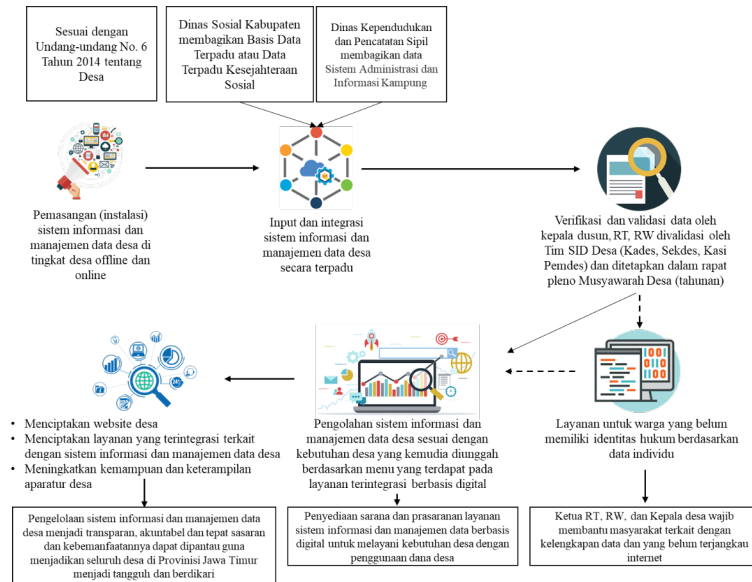 Sesuai dengan
Undang-undang No. 6
Tahun 2014 tentang
Desa
Dinas Sosial Kabupaten
membagikan Basis Data
Terpadu atau Data
Terpadu Kesejahteraan
Sosial
Dinas Kependudukan
dan Pencatatan Sipil
membagikan data
Sistem Administrasi dan
Informasi Kampung
Pemasangan (instalasi)
sistem informasi dan
manajemen data desa di
tingkat desa offline dan
online
Input dan integrasi
sistem informasi dan
manajemen data desa
secara terpadu
Verifikasi dan validasi data oleh
kepala dusun, RT, RW divalidasi oleh
Tim SID Desa (Kades, Sekdes, Kasi
Pemdes) dan ditetapkan dalam rapat
pleno Musyawarah Desa (tahunan)
• Menciptakan website desa
• Menciptakan layanan yang terintegrasi terkait
dengan sistem informasi dan manajemen data desa
• Meningkatkan kemampuan dan keterampilan
aparatur desa
Pengolahan sistem informasi dan
manajemen data desa sesuai dengan
kebutuhan desa yang kemudia diunggah
berdasarkan menu yang terdapat pada
layanan terintegrasi berbasis digital
Layanan untuk warga yang belum
memiliki identitas hukum berdasarkan
data individu
Pengelolaan sistem informasi dan manajemen data
desa menjadi transparan, akuntabel dan tepat sasaran
dan kebemanfaatannya dapat dipantau guna
menjadikan seluruh desa di Provinisi Jawa Timur
menjadi tangguh dan berdikari
Penyediaan sarana dan prasaranan layanan
sistem informasi dan manajemen data berbasis
digital untuk melayani kebutuhan desa dengan
penggunaan dana desa
Ketua RT, RW, dan Kepala desa wajib
membantu masyarakat terkait dengan
kelengkapan data dan yang belum terjangkau
internet